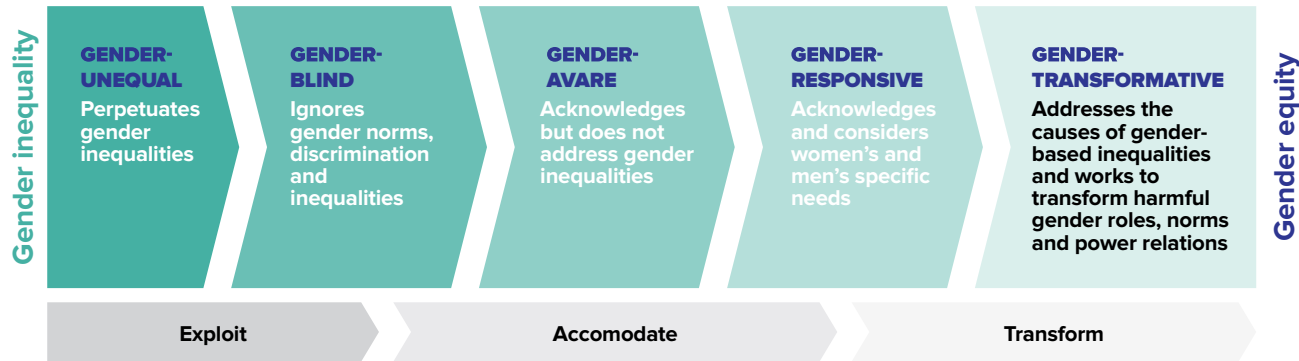 Gender inequality
GENDER-
UNEQUAL
Perpetuates
gender
inequalities
GENDER-
BLIND
Ignores
gender norms,
discrimination
and
inequalities
GENDER-
AVARE
Acknowledges
but does not
address gender
inequalities
GENDER-
RESPONSIVE
Acknowledges
and considers
women’s and
men’s specific
needs
GENDER-
TRANSFORMATIVE
Addresses the
causes of gender-
based inequalities
and works to
transform harmful
gender roles, norms
and power relations
Gender equity
Exploit
Accomodate
Transform